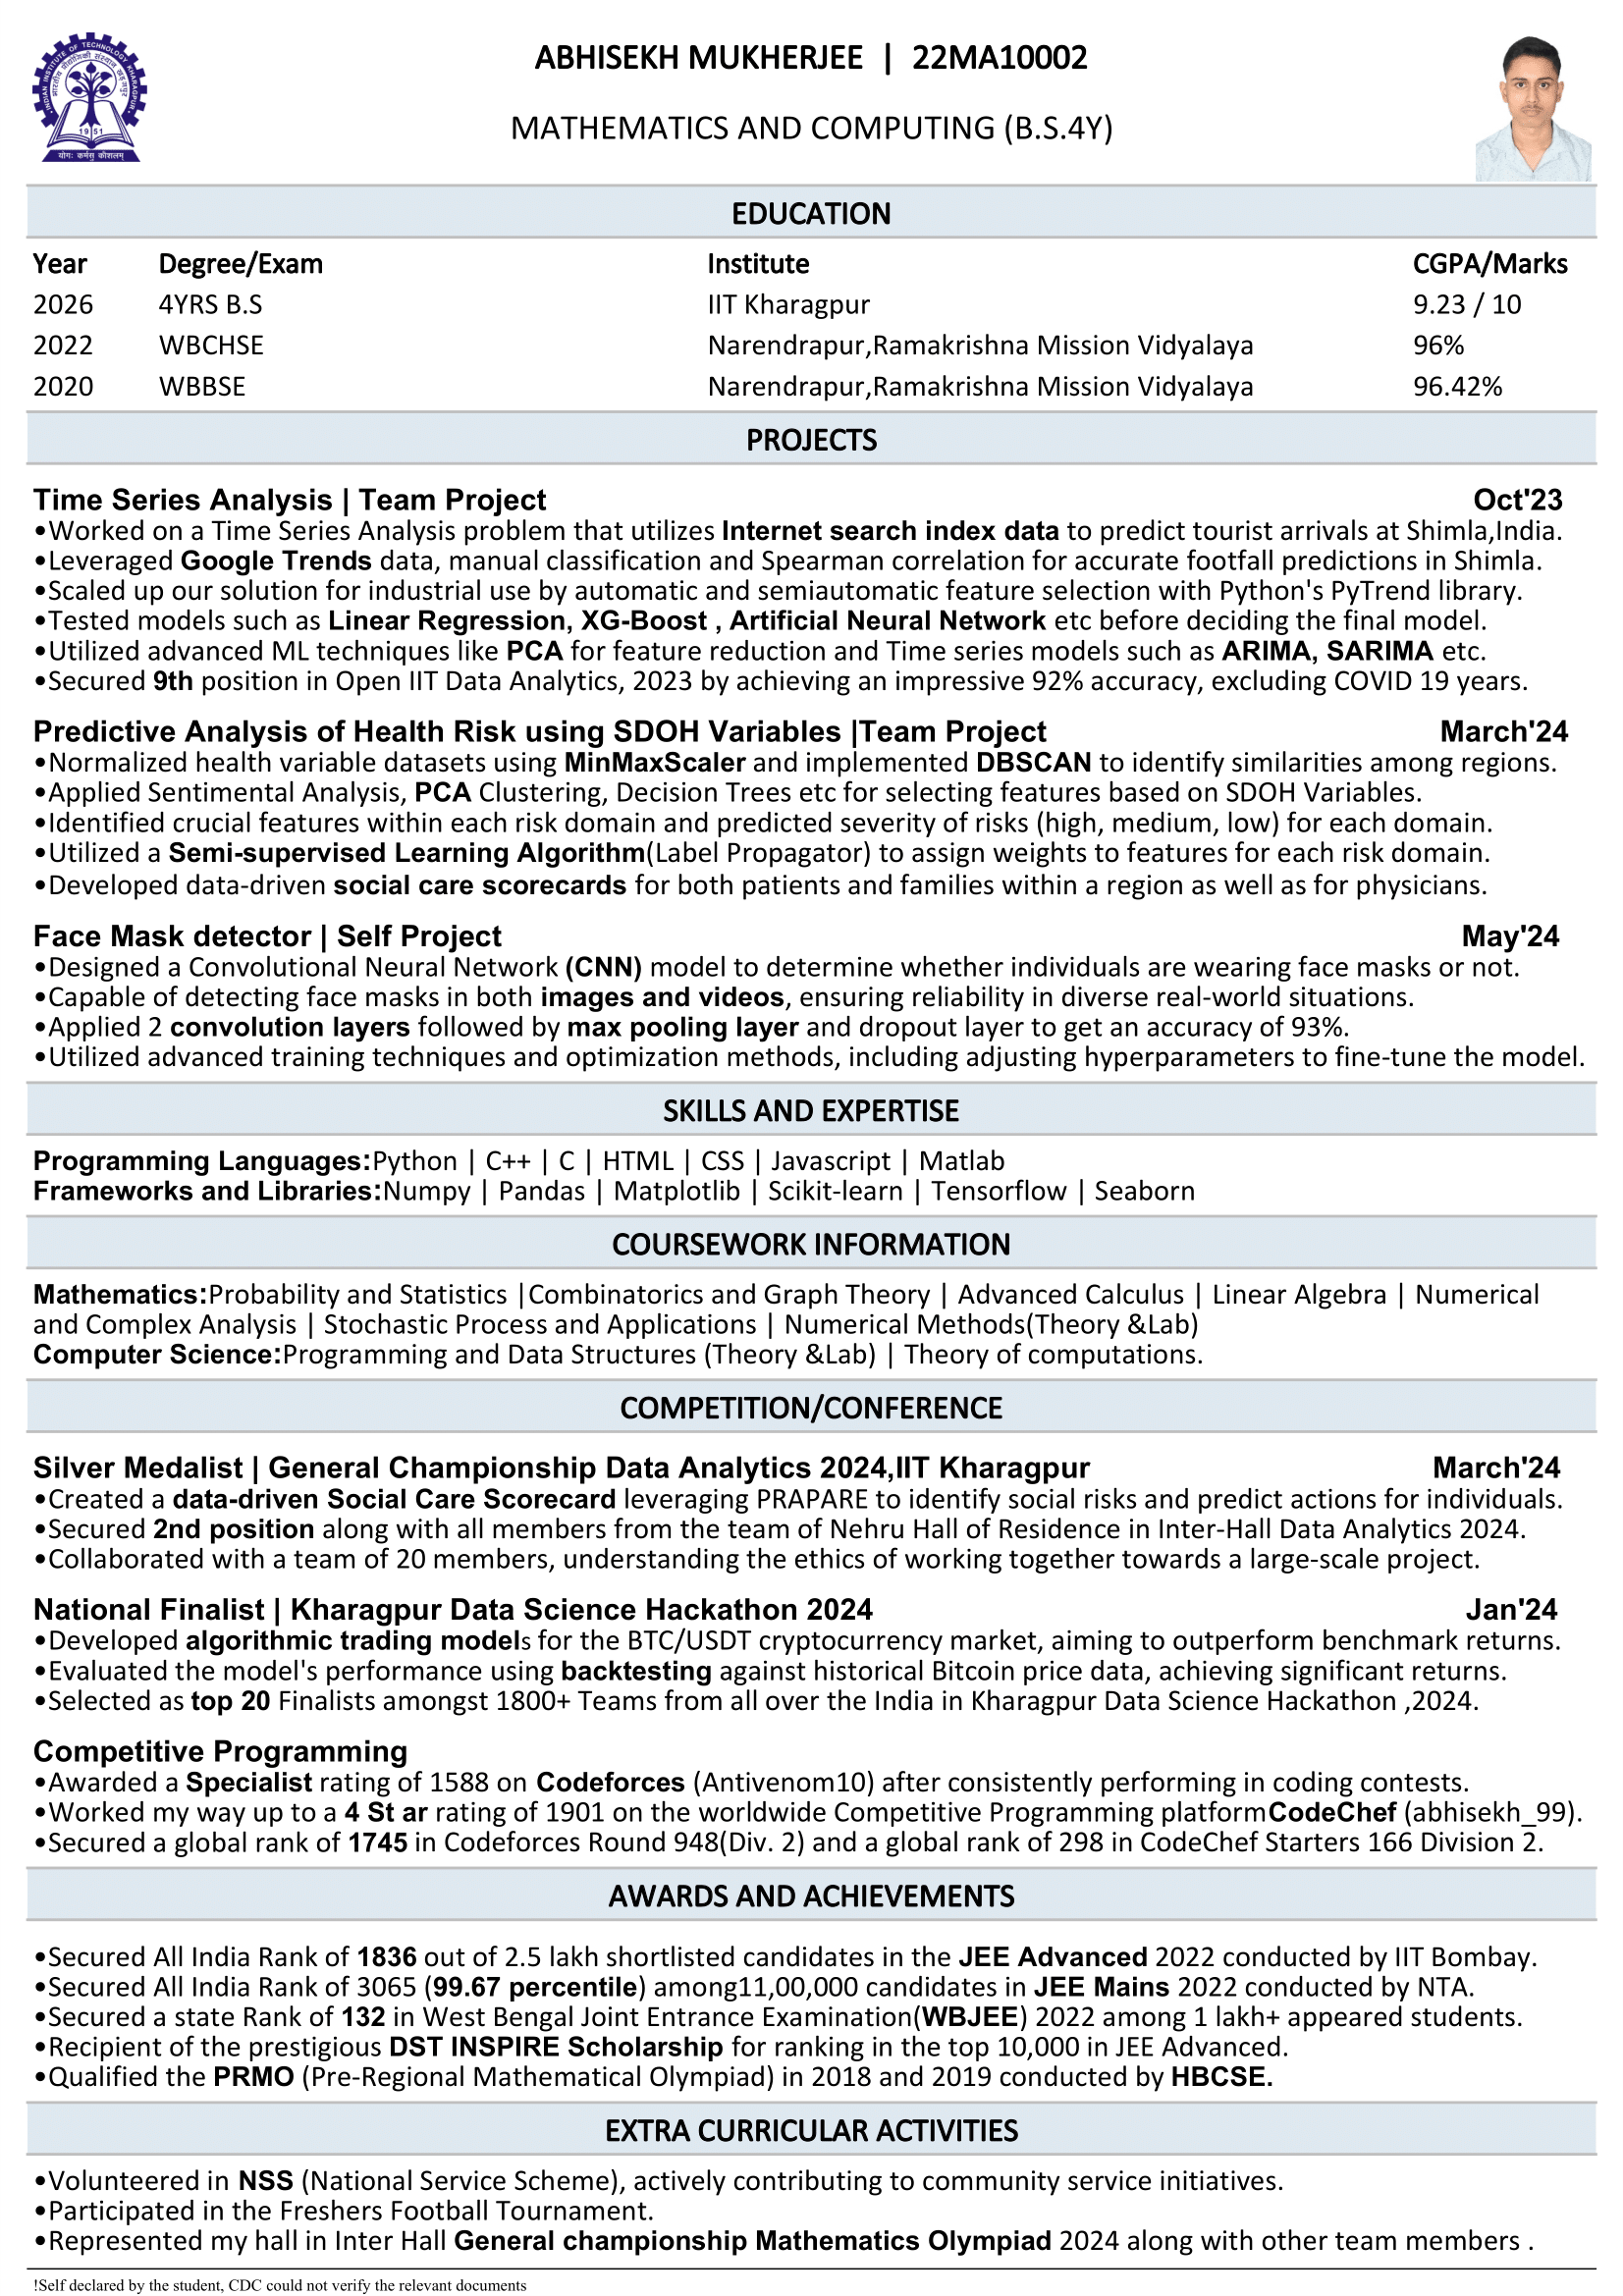 INDIAN INSTITUTE OF TECHNOLOGY KHARAGPUR
भारतीय प्रौद्योगिकी संस्थान खड़गपुर
1951
योगः कर्मसु कौशलम्
ABHISEKH MUKHERJEE | 22MA10002
MATHEMATICS AND COMPUTING (B.S.4Y)
EDUCATION
Year Degree/Exam Institute CGPA/Marks
2026 4YRS B.S IIT Kharagpur 9.23 / 10
2022 WBCHSE Narendrapur,Ramakrishna Mission Vidyalaya 96%
2020 WBBSE Narendrapur,Ramakrishna Mission Vidyalaya 96.42%
PROJECTS
Time Series Analysis | Team Project Oct'23
•Worked on a Time Series Analysis problem that utilizes Internet search index data to predict tourist arrivals at Shimla,India.
•Leveraged Google Trends data, manual classification and Spearman correlation for accurate footfall predictions in Shimla.
•Scaled up our solution for industrial use by automatic and semiautomatic feature selection with Python's PyTrend library.
•Tested models such as Linear Regression, XG-Boost , Artificial Neural Network etc before deciding the final model.
•Utilized advanced ML techniques like PCA for feature reduction and Time series models such as ARIMA, SARIMA etc.
•Secured 9th position in Open IIT Data Analytics, 2023 by achieving an impressive 92% accuracy, excluding COVID 19 years.
Predictive Analysis of Health Risk using SDOH Variables |Team Project March'24
•Normalized health variable datasets using MinMaxScaler and implemented DBSCAN to identify similarities among regions.
•Applied Sentimental Analysis, PCA Clustering, Decision Trees etc for selecting features based on SDOH Variables.
•Identified crucial features within each risk domain and predicted severity of risks (high, medium, low) for each domain.
•Utilized a Semi-supervised Learning Algorithm(Label Propagator) to assign weights to features for each risk domain.
•Developed data-driven social care scorecards for both patients and families within a region as well as for physicians.
Face Mask detector | Self Project May'24
•Designed a Convolutional Neural Network (CNN) model to determine whether individuals are wearing face masks or not.
•Capable of detecting face masks in both images and videos, ensuring reliability in diverse real-world situations.
•Applied 2 convolution layers followed by max pooling layer and dropout layer to get an accuracy of 93%.
•Utilized advanced training techniques and optimization methods, including adjusting hyperparameters to fine-tune the model.
SKILLS AND EXPERTISE
Programming Languages:Python | C++ | C | HTML | CSS | Javascript | Matlab
Frameworks and Libraries:Numpy | Pandas | Matplotlib | Scikit-learn | Tensorflow | Seaborn
COURSEWORK INFORMATION
Mathematics:Probability and Statistics |Combinatorics and Graph Theory | Advanced Calculus | Linear Algebra | Numerical
and Complex Analysis | Stochastic Process and Applications | Numerical Methods(Theory &Lab)
Computer Science:Programming and Data Structures (Theory &Lab) | Theory of computations.
COMPETITION/CONFERENCE
Silver Medalist | General Championship Data Analytics 2024,IIT Kharagpur March'24
•Created a data-driven Social Care Scorecard leveraging PRAPARE to identify social risks and predict actions for individuals.
•Secured 2nd position along with all members from the team of Nehru Hall of Residence in Inter-Hall Data Analytics 2024.
•Collaborated with a team of 20 members, understanding the ethics of working together towards a large-scale project.
National Finalist | Kharagpur Data Science Hackathon 2024 Jan'24
•Developed algorithmic trading models for the BTC/USDT cryptocurrency market, aiming to outperform benchmark returns.
•Evaluated the model's performance using backtesting against historical Bitcoin price data, achieving significant returns.
•Selected as top 20 Finalists amongst 1800+ Teams from all over the India in Kharagpur Data Science Hackathon ,2024.
Competitive Programming
•Awarded a Specialist rating of 1588 on Codeforces (Antivenom10) after consistently performing in coding contests.
•Worked my way up to a 4 St ar rating of 1901 on the worldwide Competitive Programming platformCodeChef (abhisekh_99).
•Secured a global rank of 1745 in Codeforces Round 948(Div. 2) and a global rank of 298 in CodeChef Starters 166 Division 2.
AWARDS AND ACHIEVEMENTS
•Secured All India Rank of 1836 out of 2.5 lakh shortlisted candidates in the JEE Advanced 2022 conducted by IIT Bombay.
•Secured All India Rank of 3065 (99.67 percentile) among11,00,000 candidates in JEE Mains 2022 conducted by NTA.
•Secured a state Rank of 132 in West Bengal Joint Entrance Examination(WBJEE) 2022 among 1 lakh+ appeared students.
•Recipient of the prestigious DST INSPIRE Scholarship for ranking in the top 10,000 in JEE Advanced.
•Qualified the PRMO (Pre-Regional Mathematical Olympiad) in 2018 and 2019 conducted by HBCSE.
EXTRA CURRICULAR ACTIVITIES
•Volunteered in NSS (National Service Scheme), actively contributing to community service initiatives.
•Participated in the Freshers Football Tournament.
•Represented my hall in Inter Hall General championship Mathematics Olympiad 2024 along with other team members .
!Self declared by the student, CDC could not verify the relevant documents